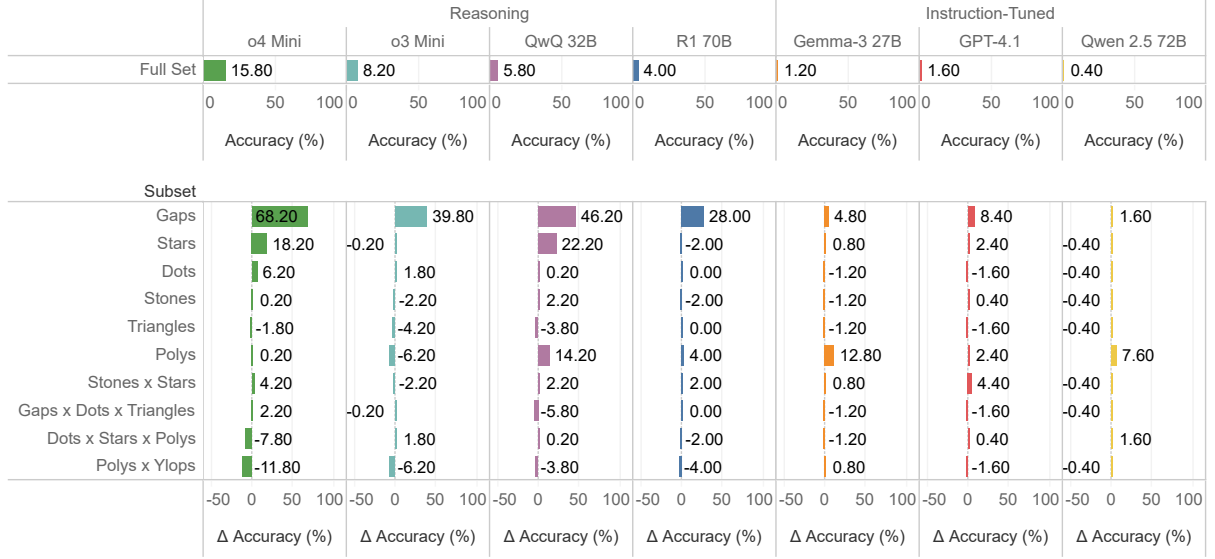 Reasoning Instruction-Tuned
o4 Mini o3 Mini QwQ 32B R1 70B Gemma-3 27B GPT-4.1 Qwen 2.5 72B
Full Set 15.80 8.20 5.80 4.00 1.20 1.60 0.40
0 50 100 0 50 100 0 50 100 0 50 100 0 50 100 0 50 100 0 50 100
Accuracy (%) Accuracy (%) Accuracy (%) Accuracy (%) Accuracy (%) Accuracy (%) Accuracy (%)
Subset
Gaps 68.20 39.80 46.20 28.00 4.80 8.40 1.60
Stars 18.20 -0.20 22.20 -2.00 0.80 2.40 -0.40
Dots 6.20 1.80 0.20 0.00 -1.20 -1.60 -0.40
Stones 0.20 -2.20 2.20 -2.00 -1.20 0.40 -0.40
Triangles -1.80 -4.20 -3.80 0.00 -1.20 -1.60 -0.40
Polys 0.20 -6.20 14.20 4.00 12.80 2.40 7.60
Stones x Stars 4.20 -2.20 2.20 2.00 0.80 4.40 -0.40
Gaps x Dots x Triangles 2.20 -0.20 -5.80 0.00 -1.20 -1.60 -0.40
Dots x Stars x Polys -7.80 1.80 0.20 -2.00 -1.20 0.40 1.60
Polys x Ylops -11.80 -6.20 -3.80 -4.00 0.80 -1.60 -0.40
-50 0 50 100 -50 0 50 100 -50 0 50 100 -50 0 50 100 -50 0 50 100 -50 0 50 100 -50 0 50 100
Δ Accuracy (%) Δ Accuracy (%) Δ Accuracy (%) Δ Accuracy (%) Δ Accuracy (%) Δ Accuracy (%) Δ Accuracy (%)